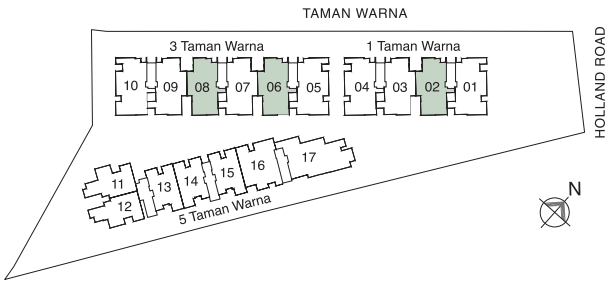 TAMAN WARNA
3 Taman Warna
1 Taman Warna
HOLLAND ROAD
10 09 08 07 06 05 04 03 02 01
11 12 13 14 15 16 17
5 Taman Warna
N